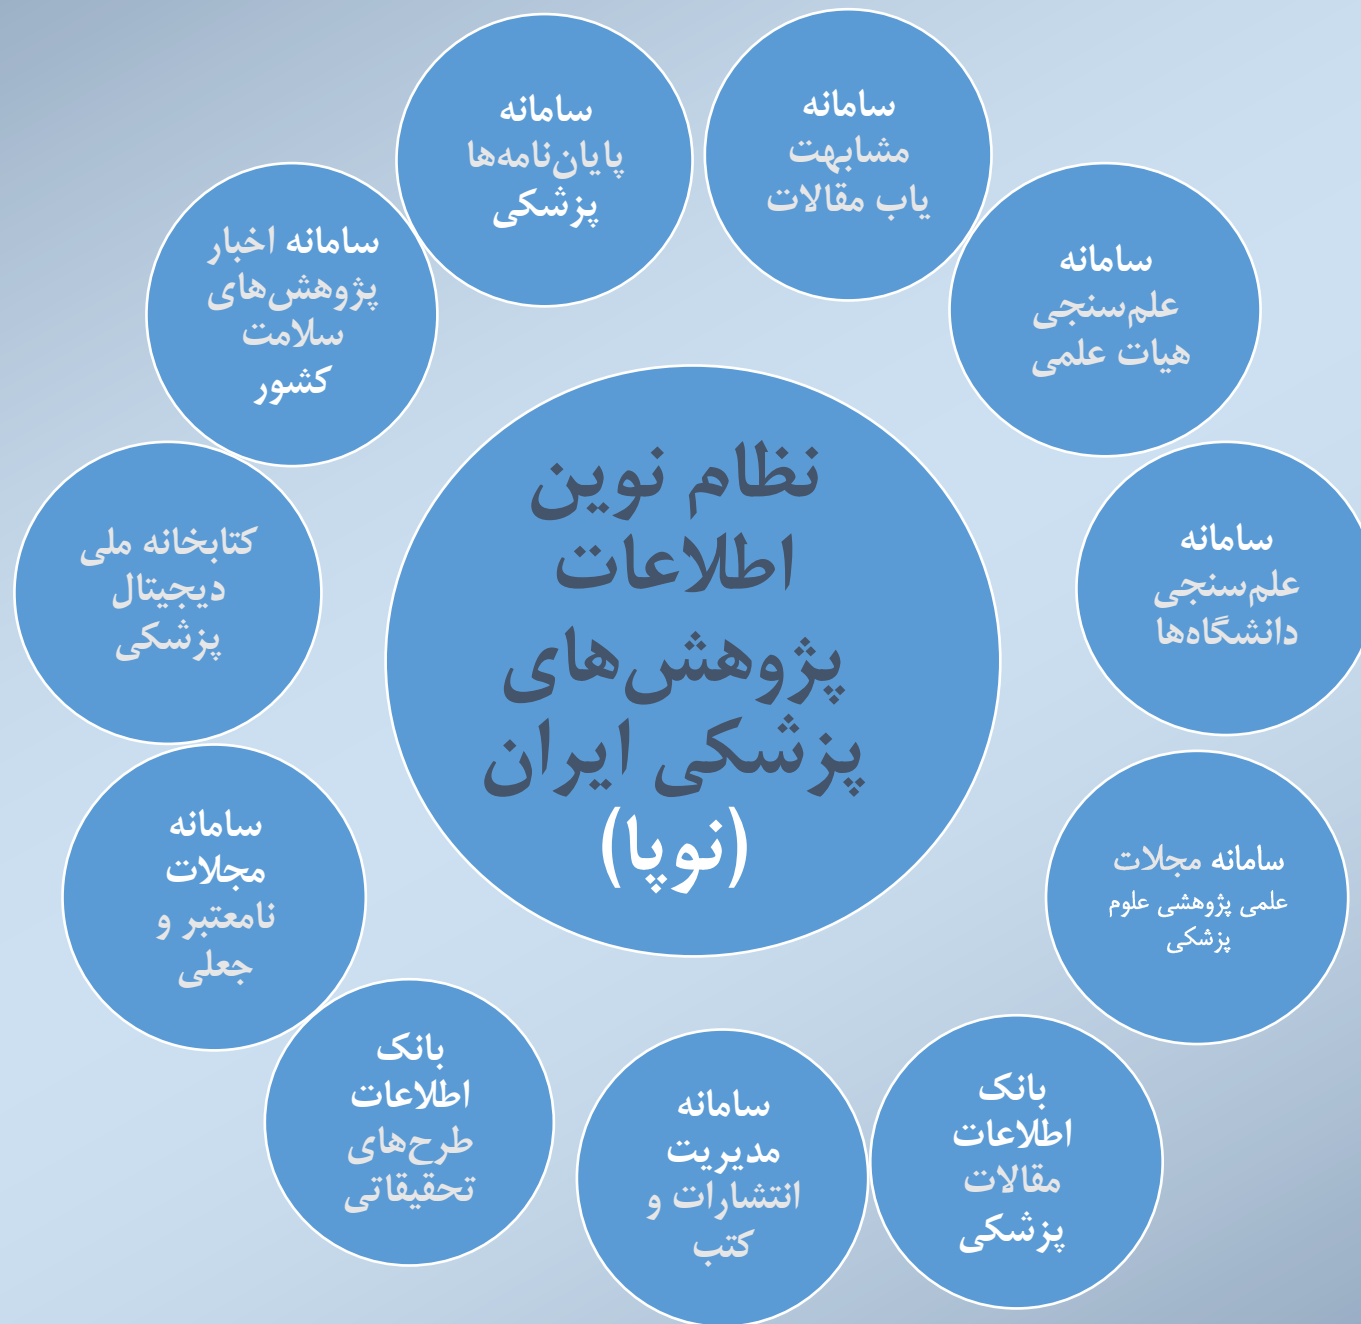 سامانه
مشابهت
یاب مقالات
سامانه
علم‌سنجی
هیات علمی
سامانه
علم‌سنجی
دانشگاه‌ها
سامانه مجلات
علمی پژوهشی علوم
پزشکی
بانک
اطلاعات
مقالات
پزشکی
سامانه
مدیریت
انتشارات و
کتب
بانک
اطلاعات
طرح‌های
تحقیقاتی
سامانه
مجلات
نامعتبر و
جعلی
کتابخانه ملی
دیجیتال
پزشکی
سامانه اخبار
پژوهش‌های
سلامت
کشور
سامانه
پایان‌نامه‌ها
پزشکی
نظام نوین
اطلاعات
پژوهش‌های
پزشکی ایران
(نوپا)